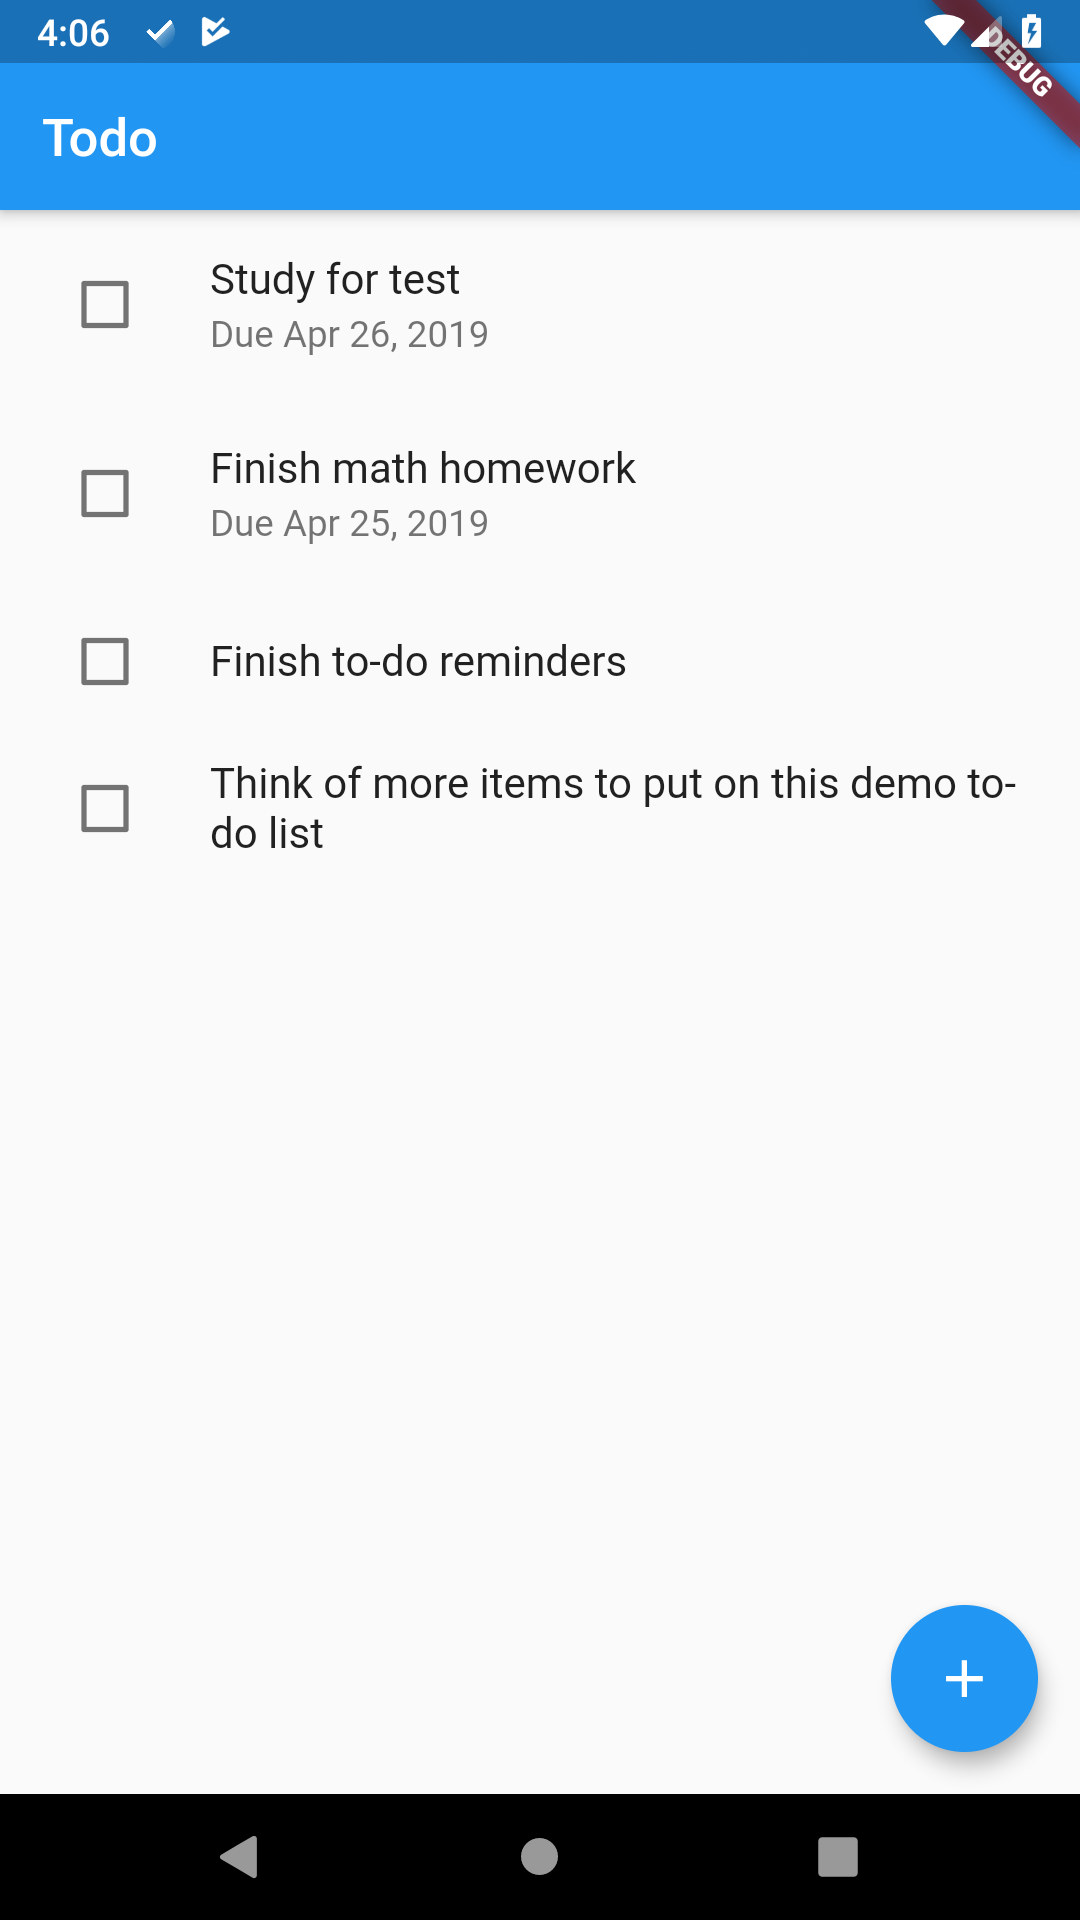 4:06
DEBUG
Todo
Study for test
Due Apr 26, 2019
Finish math homework
Due Apr 25, 2019
Finish to-do reminders
Think of more items to put on this demo to-
do list